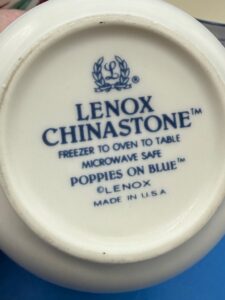 L ®
LENOX
CHINASTONE™
FREEZER TO OVEN TO TABLE
MICROWAVE SAFE
POPPIES ON BLUE™
©LENOX
MADE IN U.S.A